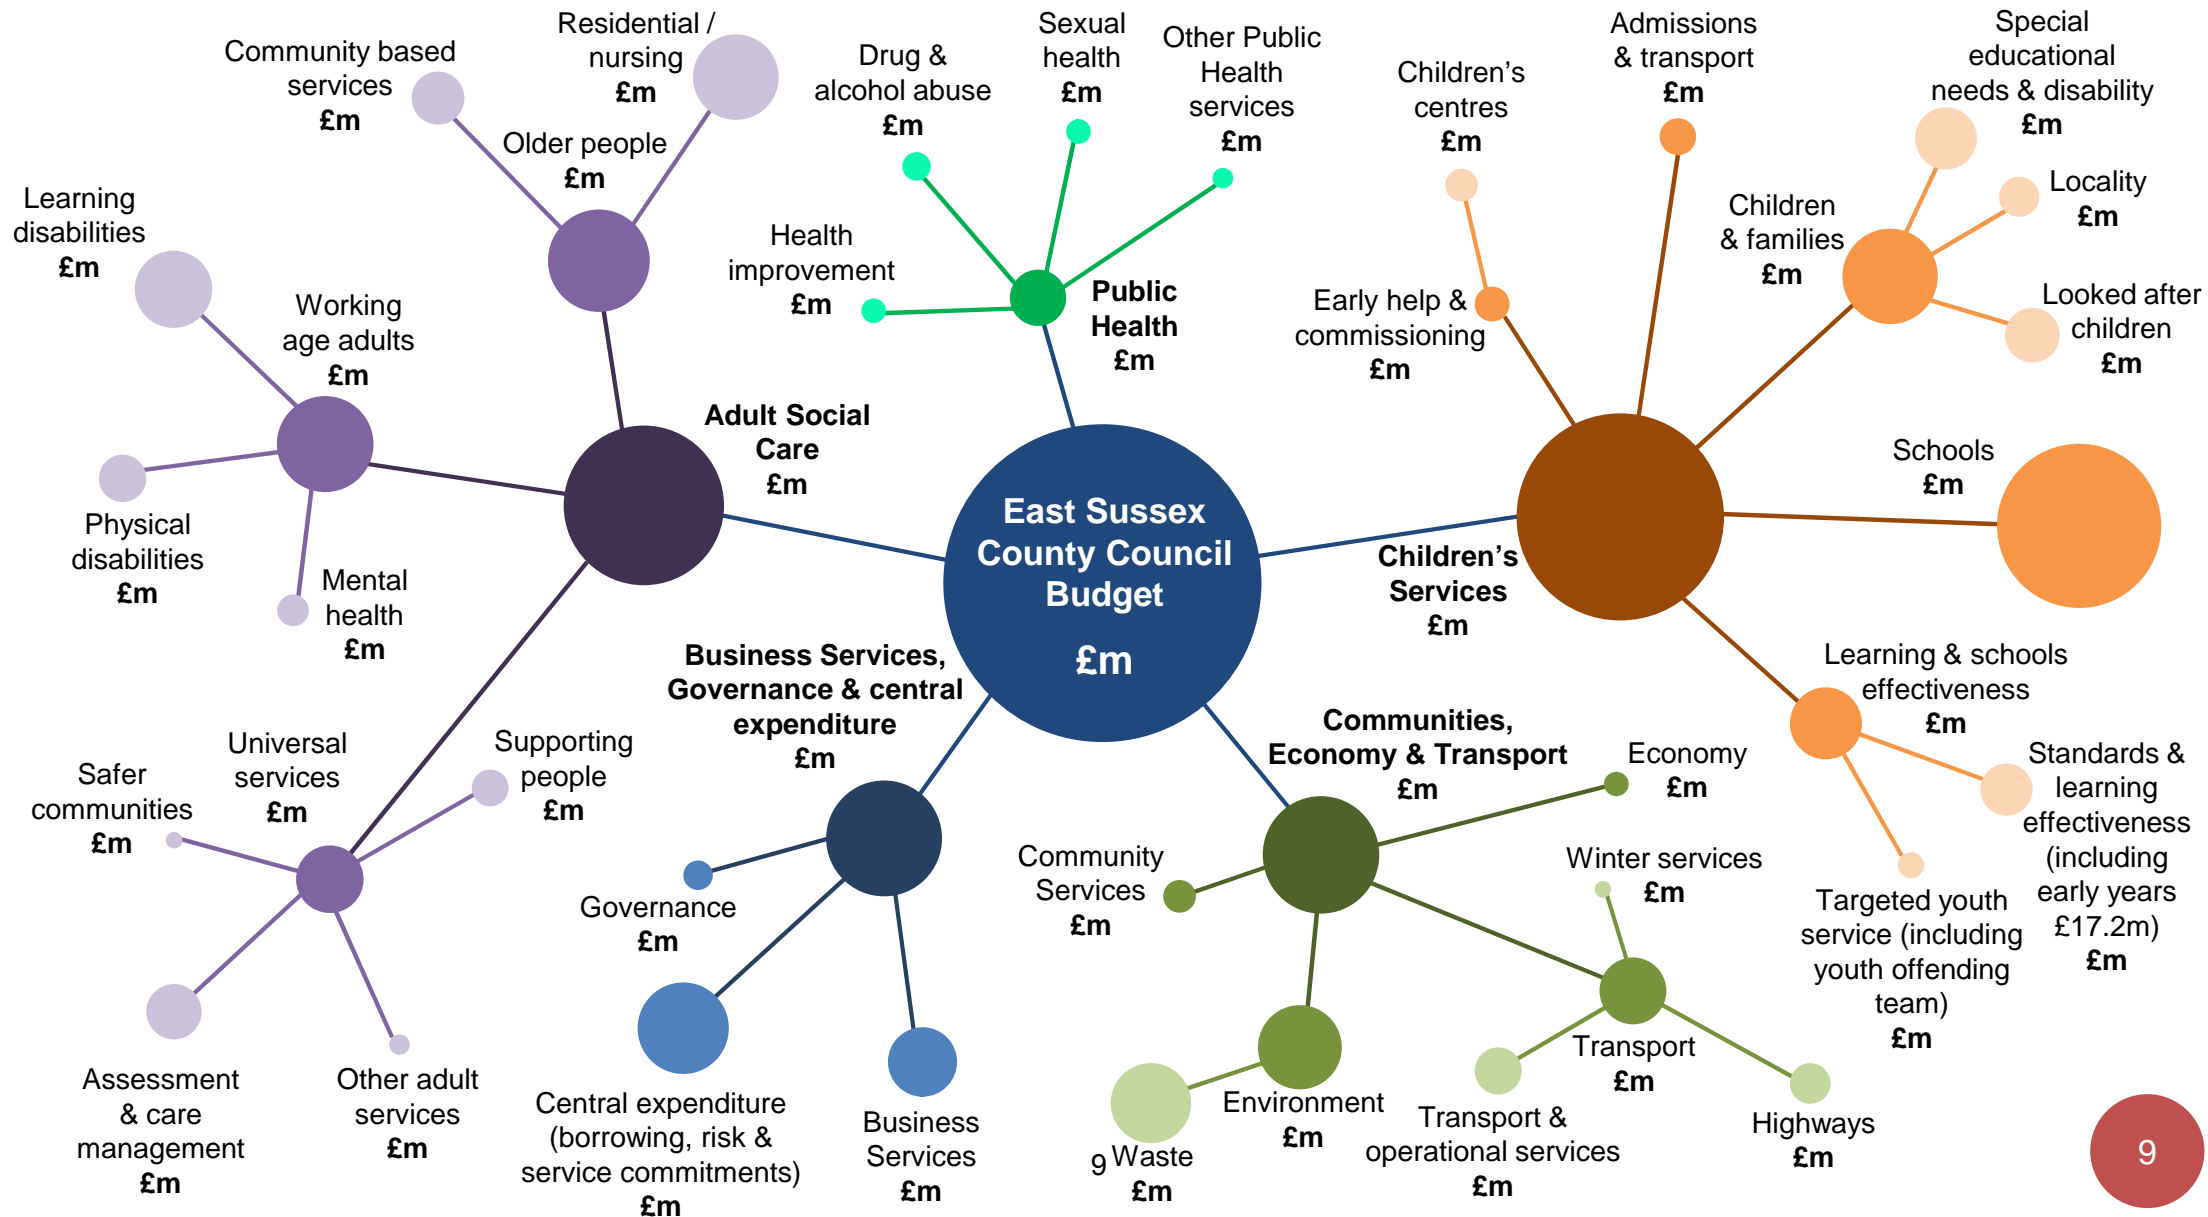 Residential /
nursing
£m
Community based
services
£m
Older people
£m
Learning
disabilities
£m
Working
age adults
£m
Physical
disabilities
£m
Mental
health
£m
Adult Social
Care
£m
Safer
communities
£m
Universal
services
£m
Supporting
people
£m
Assessment
& care
management
£m
Other adult
services
£m
Drug &
alcohol abuse
£m
Sexual
health
£m
Other Public
Health
services
£m
Health
improvement
£m
Public
Health
£m
East Sussex
County Council
Budget
£m
Business Services,
Governance & central
expenditure
£m
Governance
£m
Central expenditure
(borrowing, risk &
service commitments)
£m
Business
Services
£m
Communities,
Economy & Transport
£m
Economy
£m
Community
Services
£m
Winter services
£m
Environment
£m
9 Waste
£m
Transport
£m
Transport &
operational services
£m
Highways
£m
Children’s
Services
£m
Children’s
centres
£m
Early help &
commissioning
£m
Admissions
& transport
£m
Special
educational
needs & disability
£m
Children
& families
£m
Locality
£m
Looked after
children
£m
Schools
£m
Learning & schools
effectiveness
£m
Standards &
learning
effectiveness
(including
early years
£17.2m)
£m
Targeted youth
service (including
youth offending
team)
£m
9